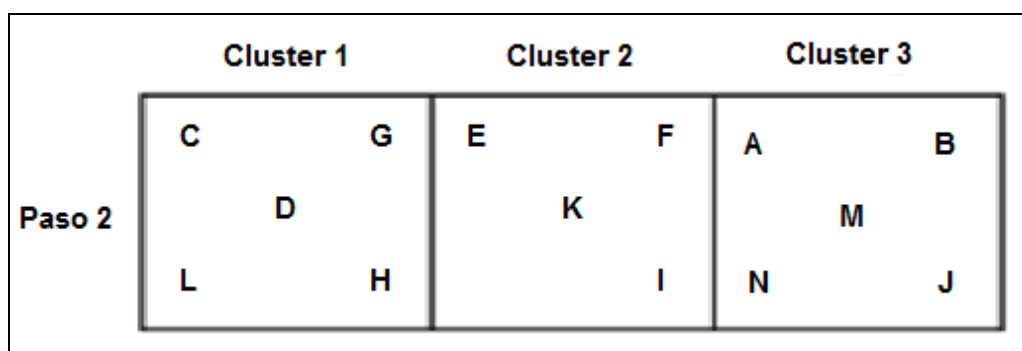 Cluster 1 Cluster 2 Cluster 3
C G E F A B
Paso 2 D K M
L H I N J